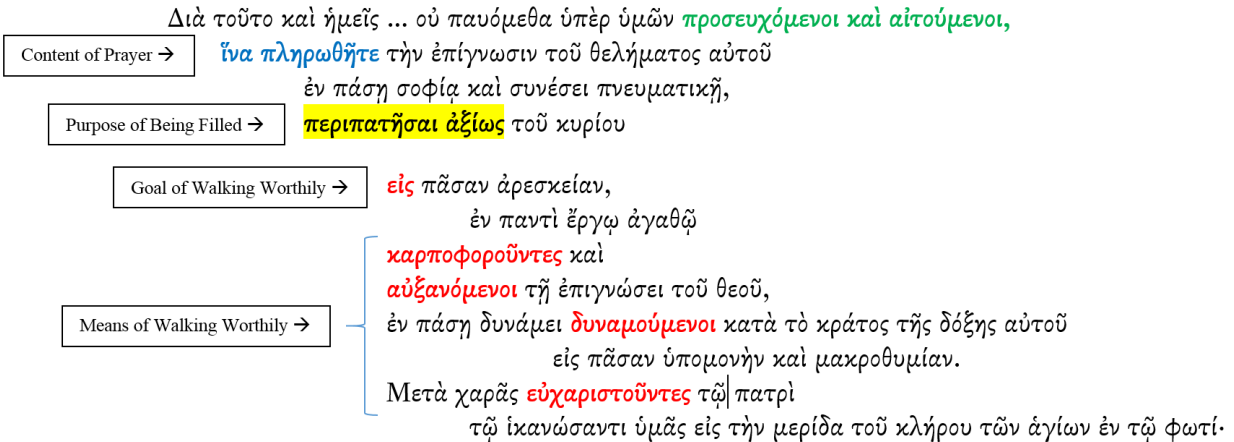 Διὰ τοῦτο καὶ ἡμεῖς ... οὐ παυόμεθα ὑπὲρ ὑμῶν προσευχόμενοι καὶ αἰτούμενοι,
Content of Prayer → ἵνα πληρωθῆτε τὴν ἐπίγνωσιν τοῦ θελήματος αὐτοῦ
ἐν πάσῃ σοφίᾳ καὶ συνέσει πνευματικῇ,
Purpose of Being Filled → περιπατῆσαι ἀξίως τοῦ κυρίου
Goal of Walking Worthily → εἰς πᾶσαν ἀρεσκείαν,
ἐν παντὶ ἔργῳ ἀγαθῷ
καρποφοροῦντες καὶ
αὐξανόμενοι τῇ ἐπιγνώσει τοῦ θεοῦ,
Means of Walking Worthily → ἐν πάσῃ δυνάμει δυναμούμενοι κατὰ τὸ κράτος τῆς δόξης αὐτοῦ
εἰς πᾶσαν ὑπομονὴν καὶ μακροθυμίαν.
Μετὰ χαρᾶς εὐχαριστοῦντες τῷ πατρὶ
τῷ ἱκανώσαντι ὑμᾶς εἰς τὴν μερίδα τοῦ κλήρου τῶν ἁγίων ἐν τῷ φωτί·